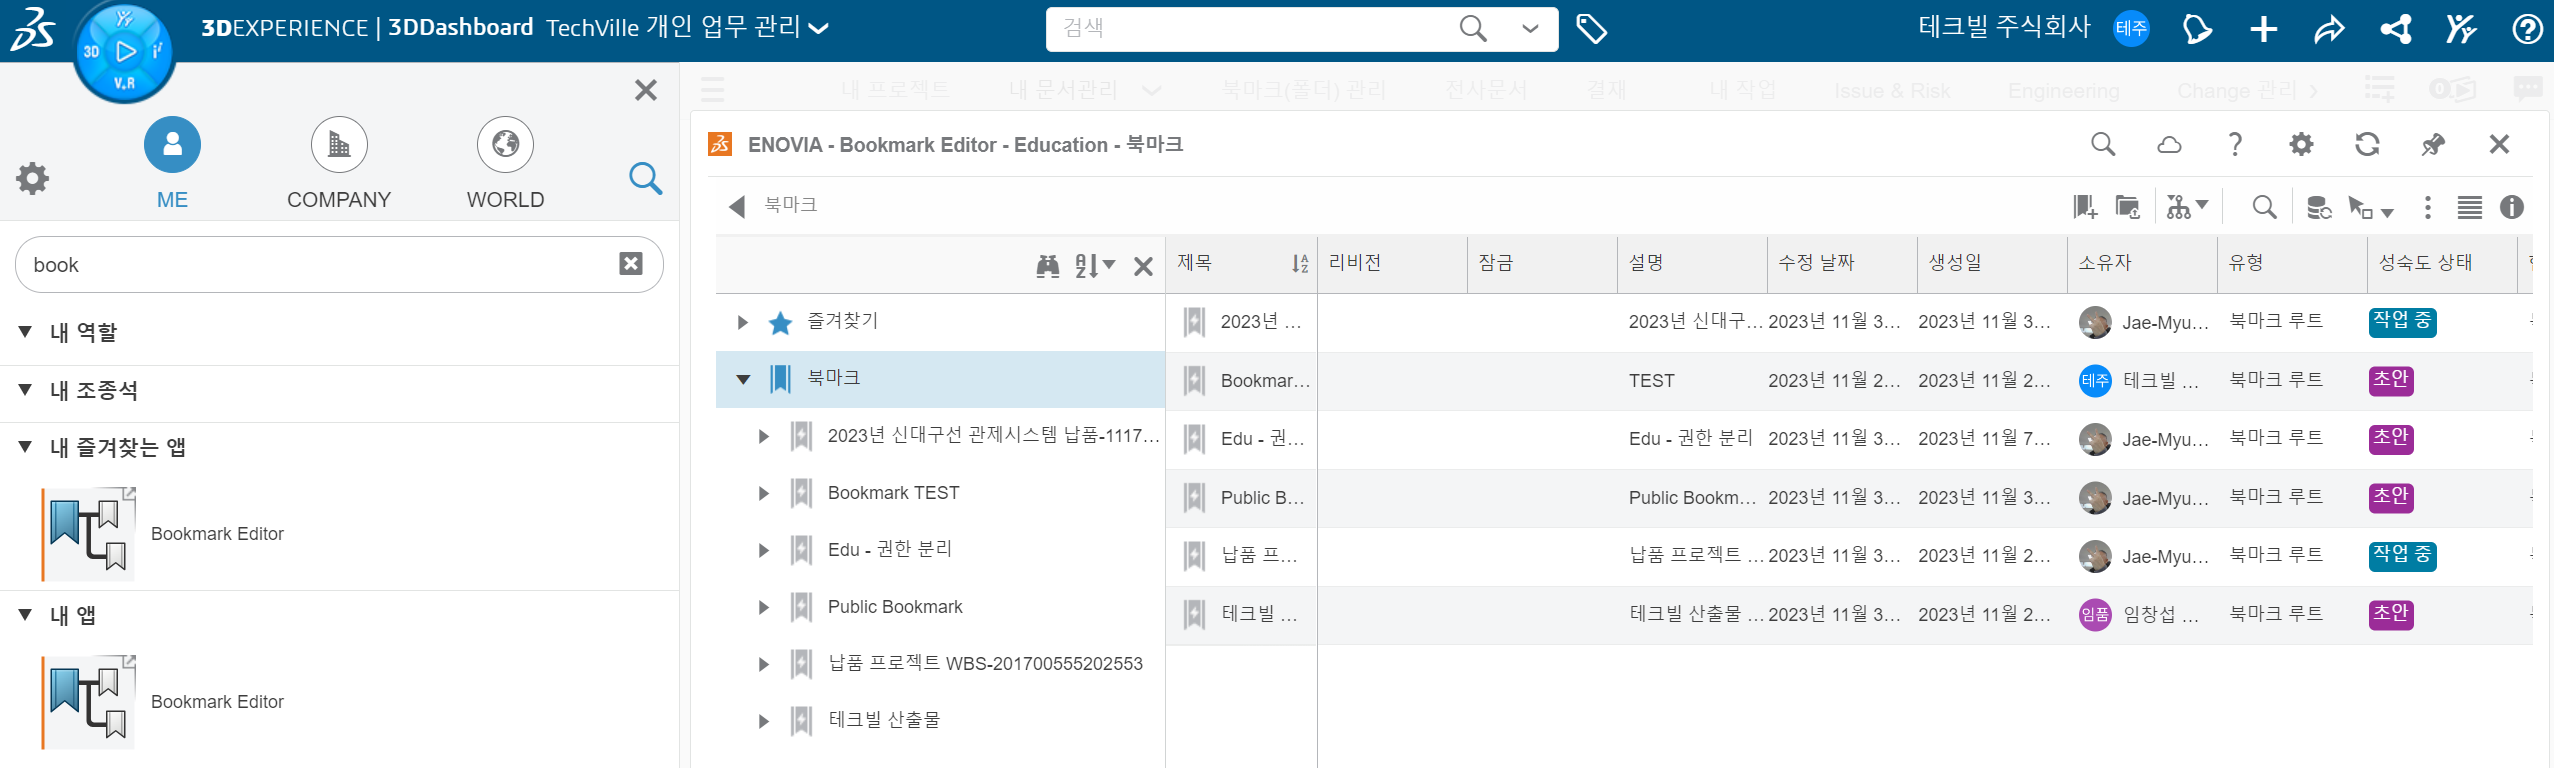 3DEXPERIENCE | 3DDashboard TechVille 개인 업무 관리
검색
테크빌 주식회사
테주
3D
V.R
내 프로젝트
내 문서관리
북마크(폴더) 관리
전사문서
결재
내 작업
Issue & Risk
Engineering
Change 관리
ME
COMPANY
WORLD
book
내 역할
내 조종석
내 즐겨찾는 앱
Bookmark Editor
내 앱
Bookmark Editor
ENOVIA - Bookmark Editor - Education - 북마크
북마크
즐겨찾기
북마크
2023년 신대구선 관제시스템 납품-1117...
Bookmark TEST
Edu - 권한 분리
Public Bookmark
납품 프로젝트 WBS-201700555202553
테크빌 산출물
제목 리비전 잠금 설명 수정 날짜 생성일 소유자 유형 성숙도 상태
2023년 ... 2023년 신대구... 2023년 11월 3... 2023년 11월 3... Jae-Myu... 북마크 루트 작업 중
Bookmar... TEST 2023년 11월 2... 2023년 11월 2... 테주 테크빌 ... 북마크 루트 초안
Edu - 권... Edu - 권한 분리 2023년 11월 3... 2023년 11월 7... Jae-Myu... 북마크 루트 초안
Public B... Public Bookm... 2023년 11월 3... 2023년 11월 3... Jae-Myu... 북마크 루트 초안
납품 프... 납품 프로젝트 ... 2023년 11월 3... 2023년 11월 2... Jae-Myu... 북마크 루트 작업 중
테크빌 ... 테크빌 산출물 ... 2023년 11월 3... 2023년 11월 2... 임품 임창섭 ... 북마크 루트 초안